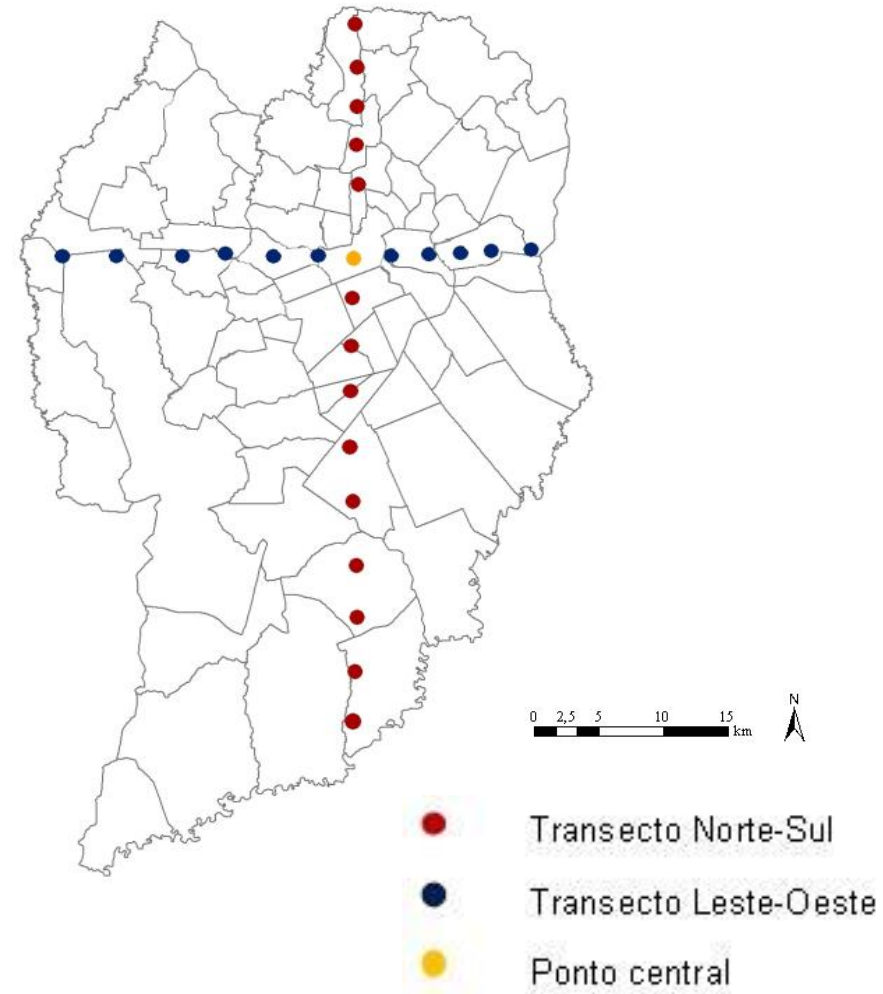 N
0 2,5 5 10 15
km
Transecto Norte-Sul
Transecto Leste-Oeste
Ponto central